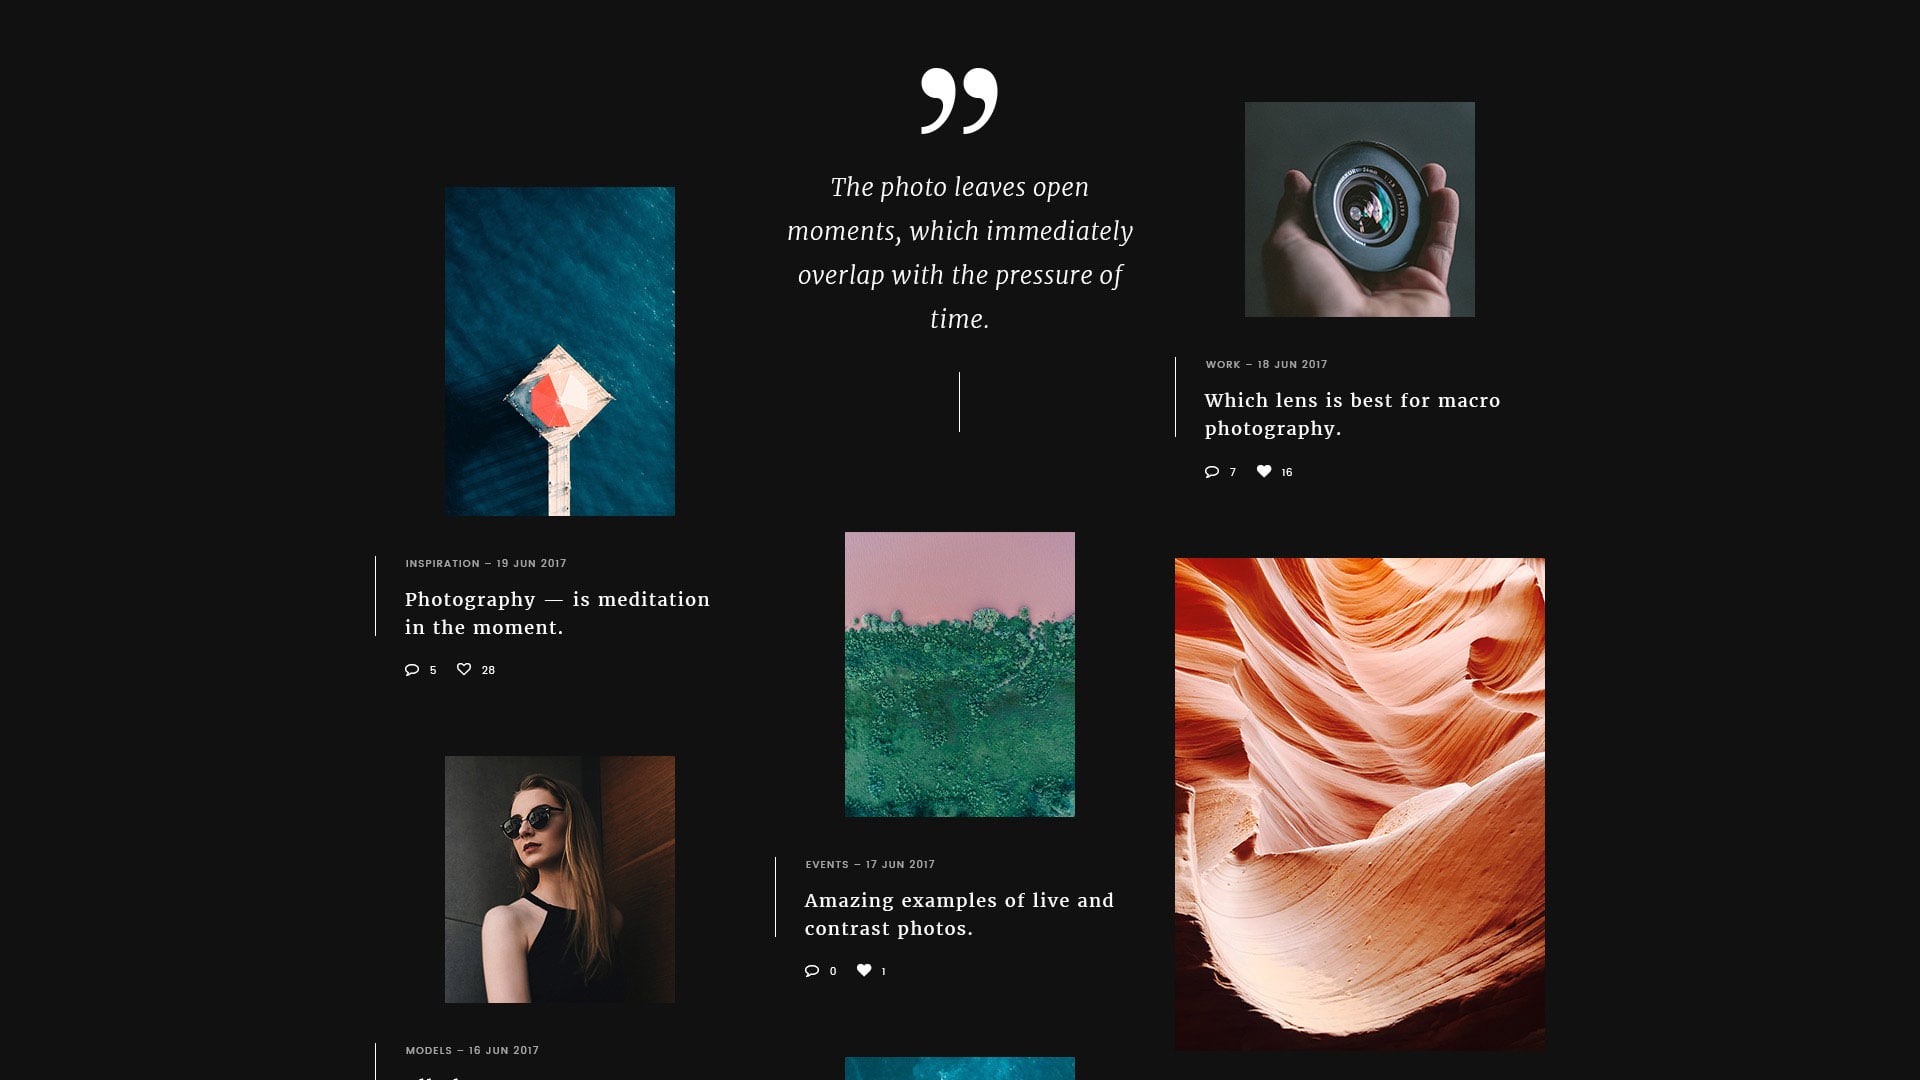 ”
The photo leaves open
moments, which immediately
overlap with the pressure of
time.
WORK – 18 JUN 2017
Which lens is best for macro
photography.
7 16
INSPIRATION – 19 JUN 2017
Photography — is meditation
in the moment.
5 28
EVENTS – 17 JUN 2017
Amazing examples of live and
contrast photos.
0 1
MODELS – 16 JUN 2017